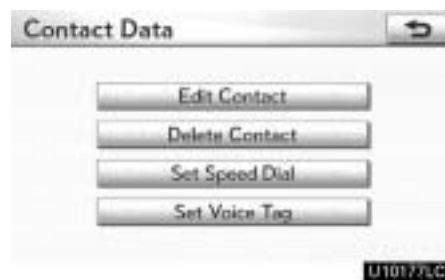 Contact Data
Edit Contact
Delete Contact
Set Speed Dial
Set Voice Tag
U10177LC